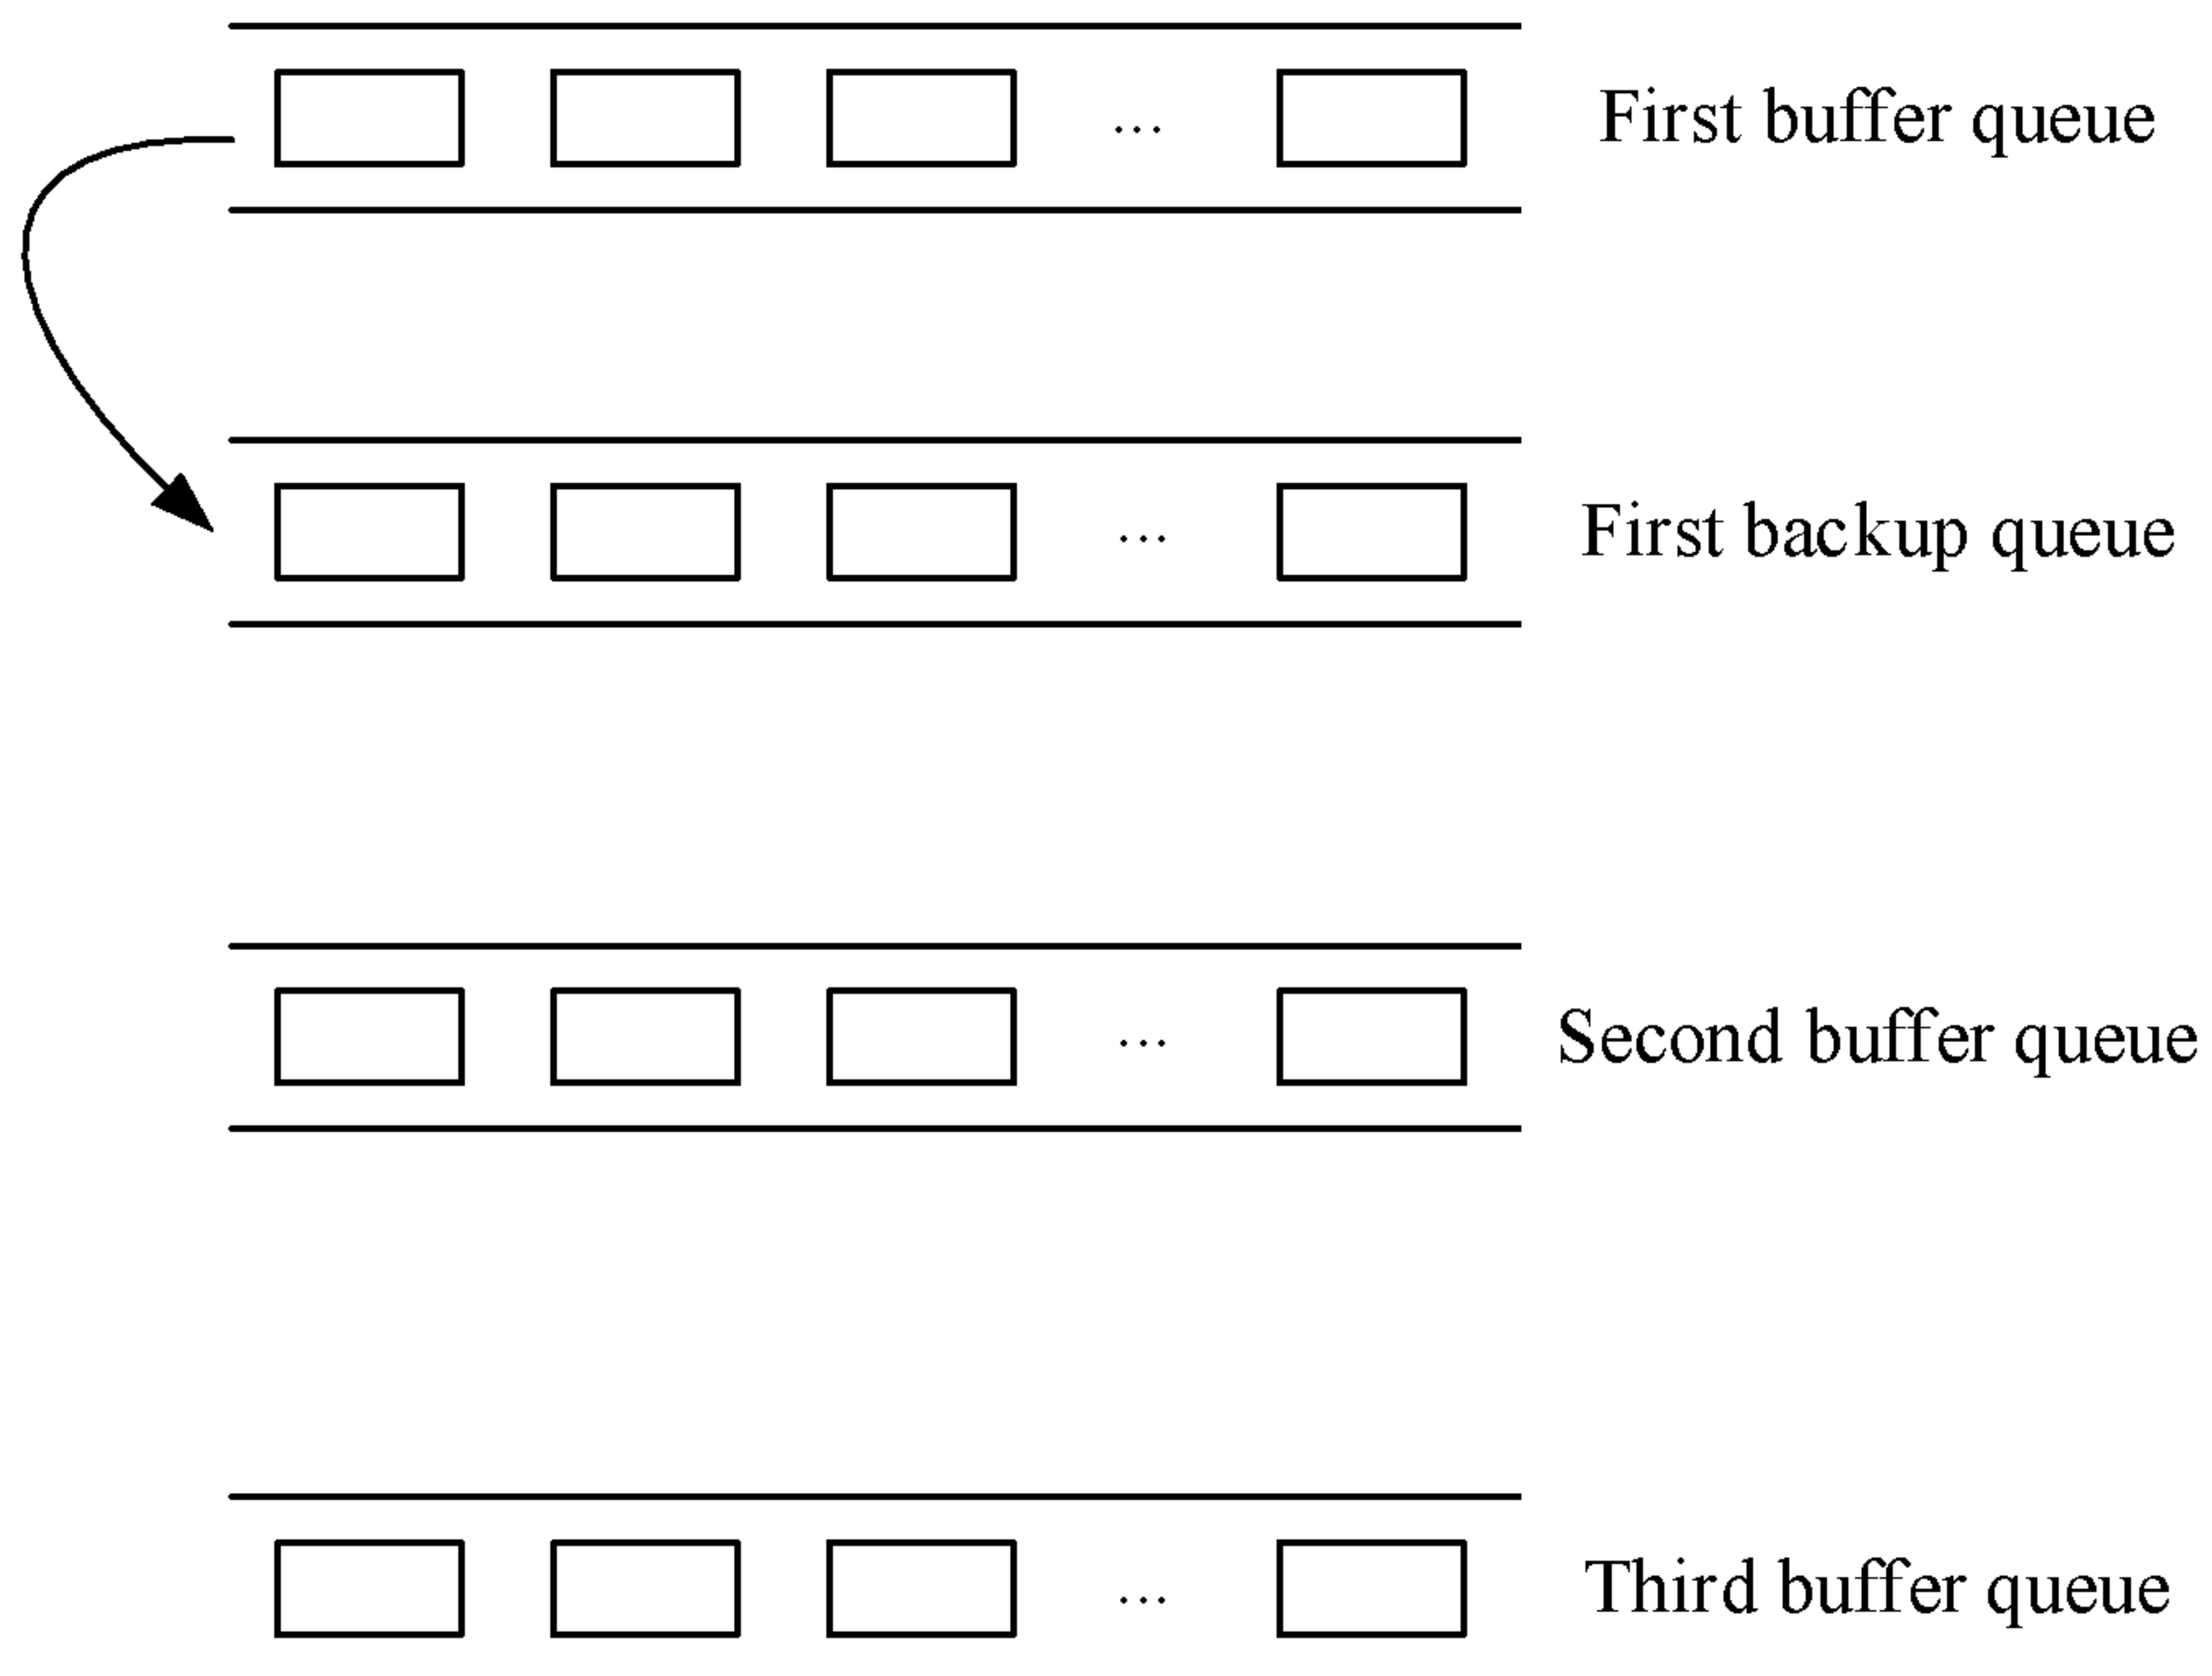 ... First buffer queue
... First backup queue
... Second buffer queue
... Third buffer queue